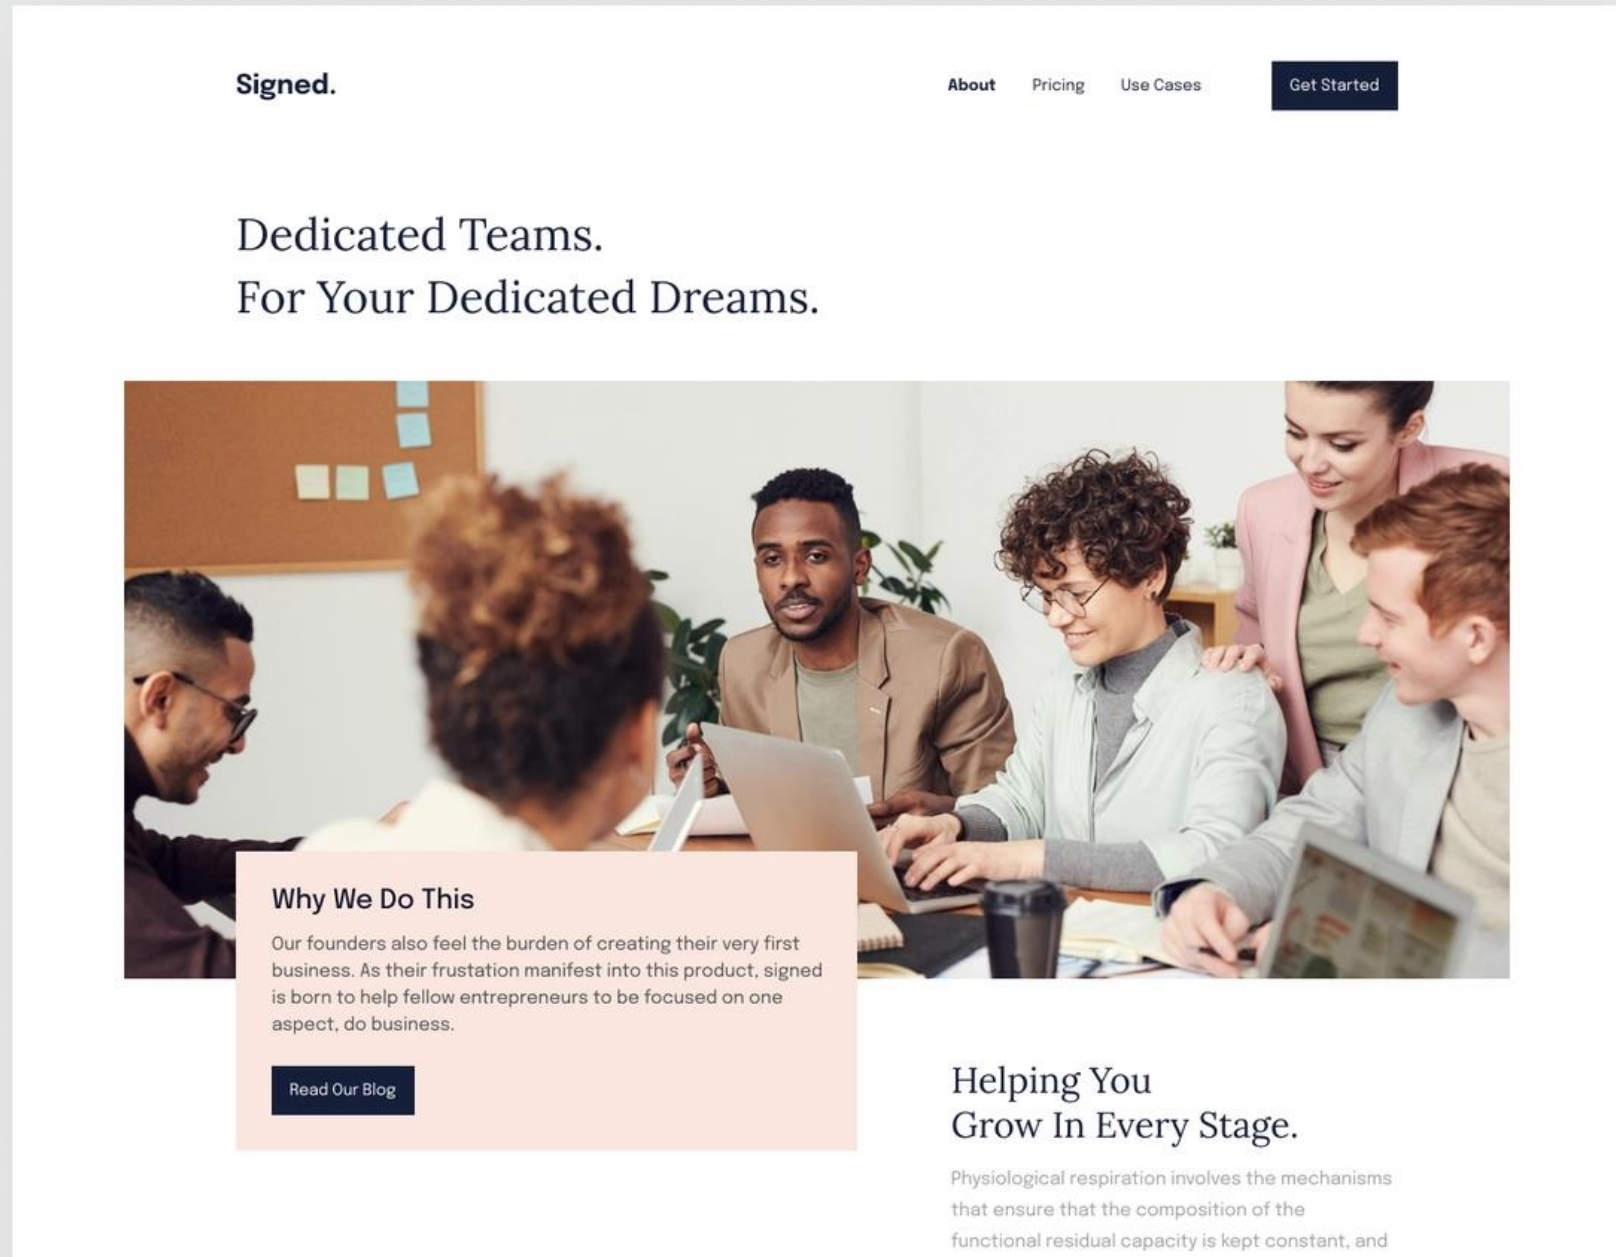 Signed.
About Pricing Use Cases Get Started
Dedicated Teams.
For Your Dedicated Dreams.
Why We Do This
Our founders also feel the burden of creating their very first
business. As their frustation manifest into this product, signed
is born to help fellow entrepreneurs to be focused on one
aspect, do business.
Read Our Blog
Helping You
Grow In Every Stage.
Physiological respiration involves the mechanisms
that ensure that the composition of the
functional residual capacity is kept constant, and